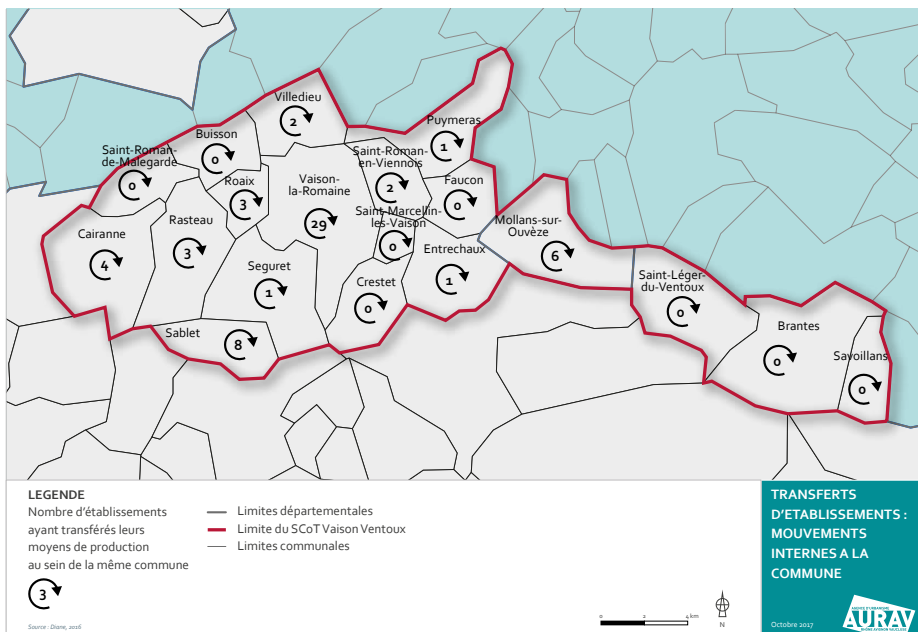 Villedieu
2
Puymeras
1
Buisson
0
Saint-Roman-
de-Malegarde
0
Saint-Roman-
en-Viennois
2
Roaix
3
Vaison-
la-Romaine
29
Faucon
0
Rasteau
3
Saint-Marcellin-
les-Vaison
0
Mollans-sur-
Ouvèze
6
Cairanne
4
Entrechaux
1
Seguret
1
Crestet
0
Saint-Léger-
du-Ventoux
0
Sablet
8
Brantes
0
Savoillans
0
LEGENDE
Nombre d'établissements
ayant transférés leurs
moyens de production
au sein de la même commune
3
Limites départementales
Limite du SCoT Vaison Ventoux
Limites communales
Source : Diane, 2016
0 2 4 km
N
TRANSFERTS
D'ETABLISSEMENTS :
MOUVEMENTS
INTERNES A LA
COMMUNE
Octobre 2017
AGENCE D'URBANISME
AURAV
RHÔNE AVIGNON VAUCLUSE